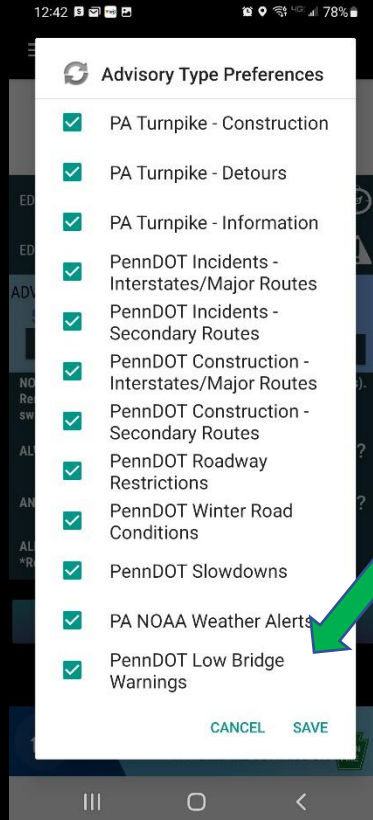 12:42
78%
Advisory Type Preferences
PA Turnpike - Construction
PA Turnpike - Detours
PA Turnpike - Information
PennDOT Incidents -
Interstates/Major Routes
PennDOT Incidents -
Secondary Routes
PennDOT Construction -
Interstates/Major Routes
PennDOT Construction -
Secondary Routes
PennDOT Roadway
Restrictions
PennDOT Winter Road
Conditions
PennDOT Slowdowns
PA NOAA Weather Alerts
PennDOT Low Bridge
Warnings
CANCEL SAVE